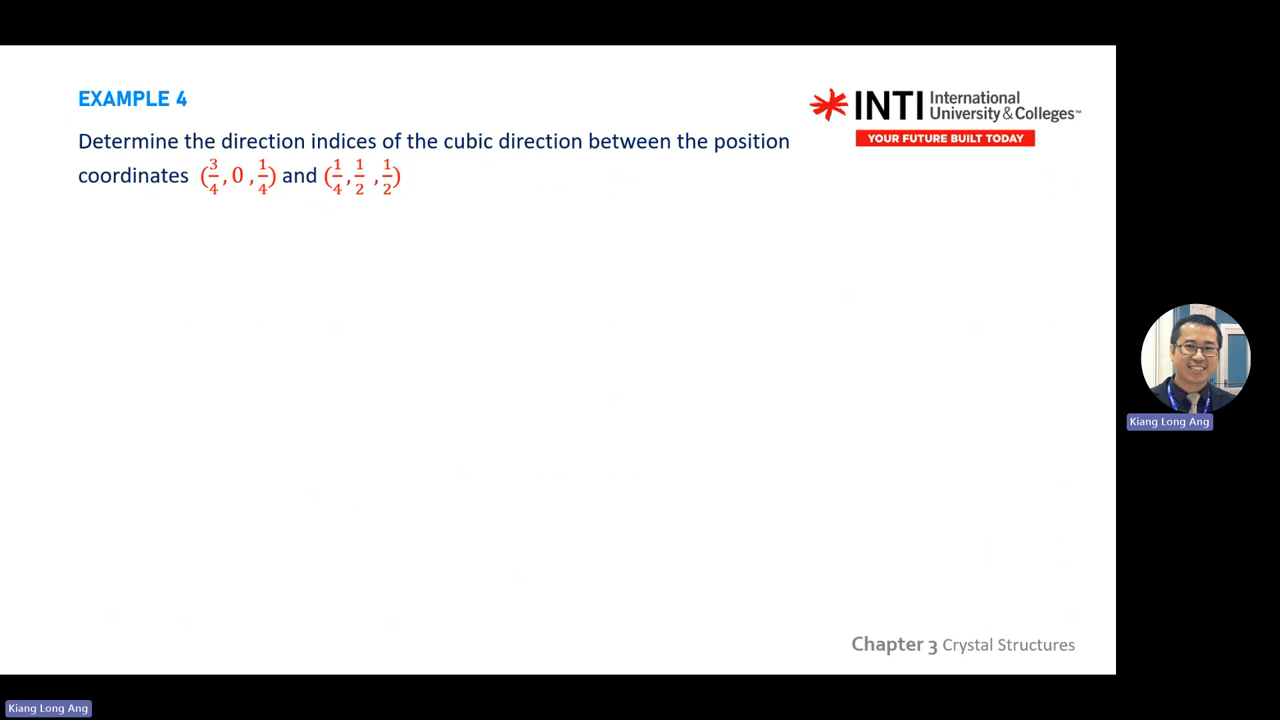 EXAMPLE 4
INTI International University & Colleges™
YOUR FUTURE BUILT TODAY
Determine the direction indices of the cubic direction between the position
coordinates (3/4, 0, 1/4) and (1/4, 1/2, 1/2)
Kiang Long Ang
Chapter 3 Crystal Structures
Kiang Long Ang